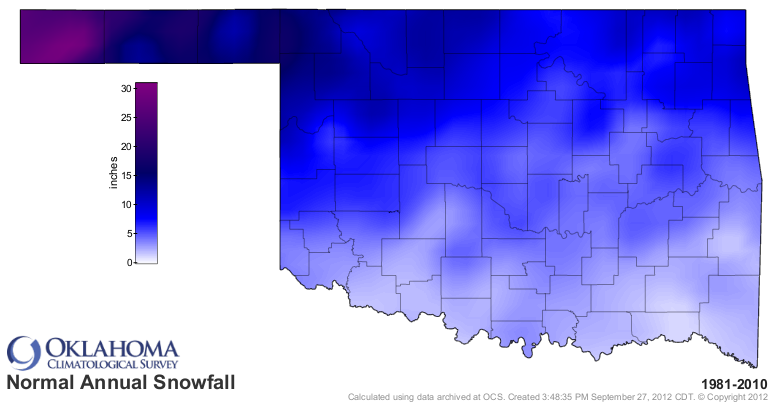 30
25
20
15
10
5
0
inches
OKLAHOMA
CLIMATOLOGICAL SURVEY
Normal Annual Snowfall
1981-2010
Calculated using data archived at OCS. Created 3:48:35 PM September 27, 2012 CDT. © Copyright 2012